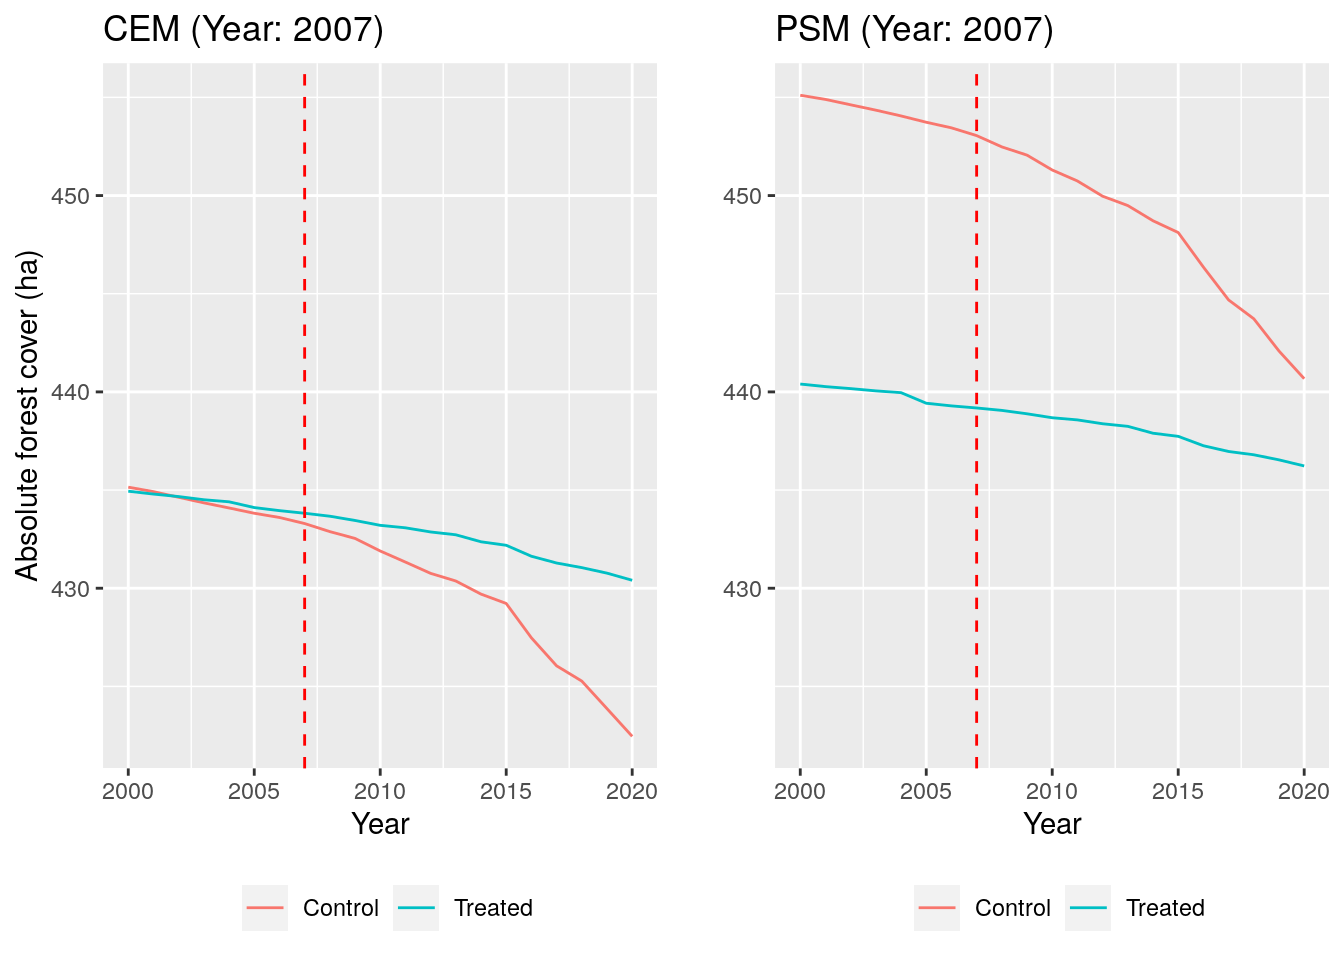 CEM (Year: 2007)
Absolute forest cover (ha)
450
440
430
2000 2005 2010 2015 2020
Year
Control Treated
PSM (Year: 2007)
450
440
430
2000 2005 2010 2015 2020
Year
Control Treated